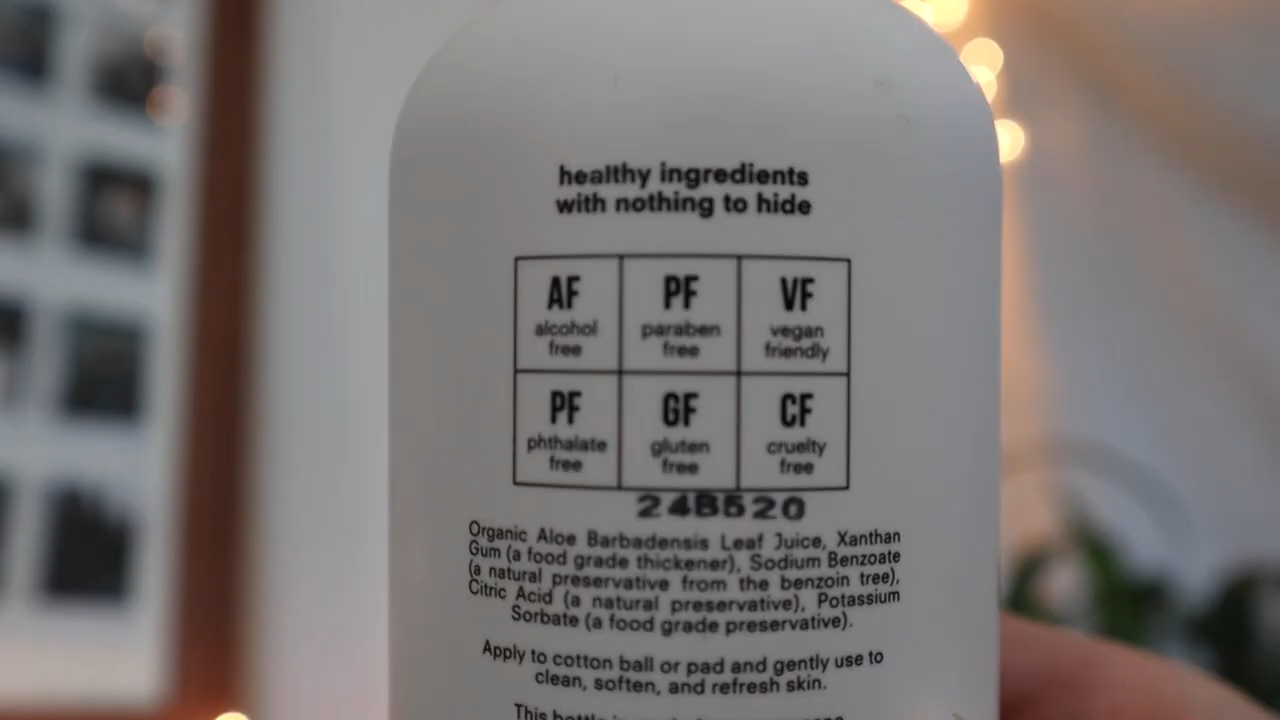 healthy ingredients
with nothing to hide
AF
alcohol
free
PF
paraben
free
VF
vegan
friendly
PF
phthalate
free
GF
gluten
free
CF
cruelty
free
24B520
Organic Aloe Barbadensis Leaf Juice, Xanthan
Gum (a food grade thickener), Sodium Benzoate
(a natural preservative from the benzoin tree),
Citric Acid (a natural preservative), Potassium
Sorbate (a food grade preservative).
Apply to cotton ball or pad and gently use to
clean, soften, and refresh skin.
This bottle